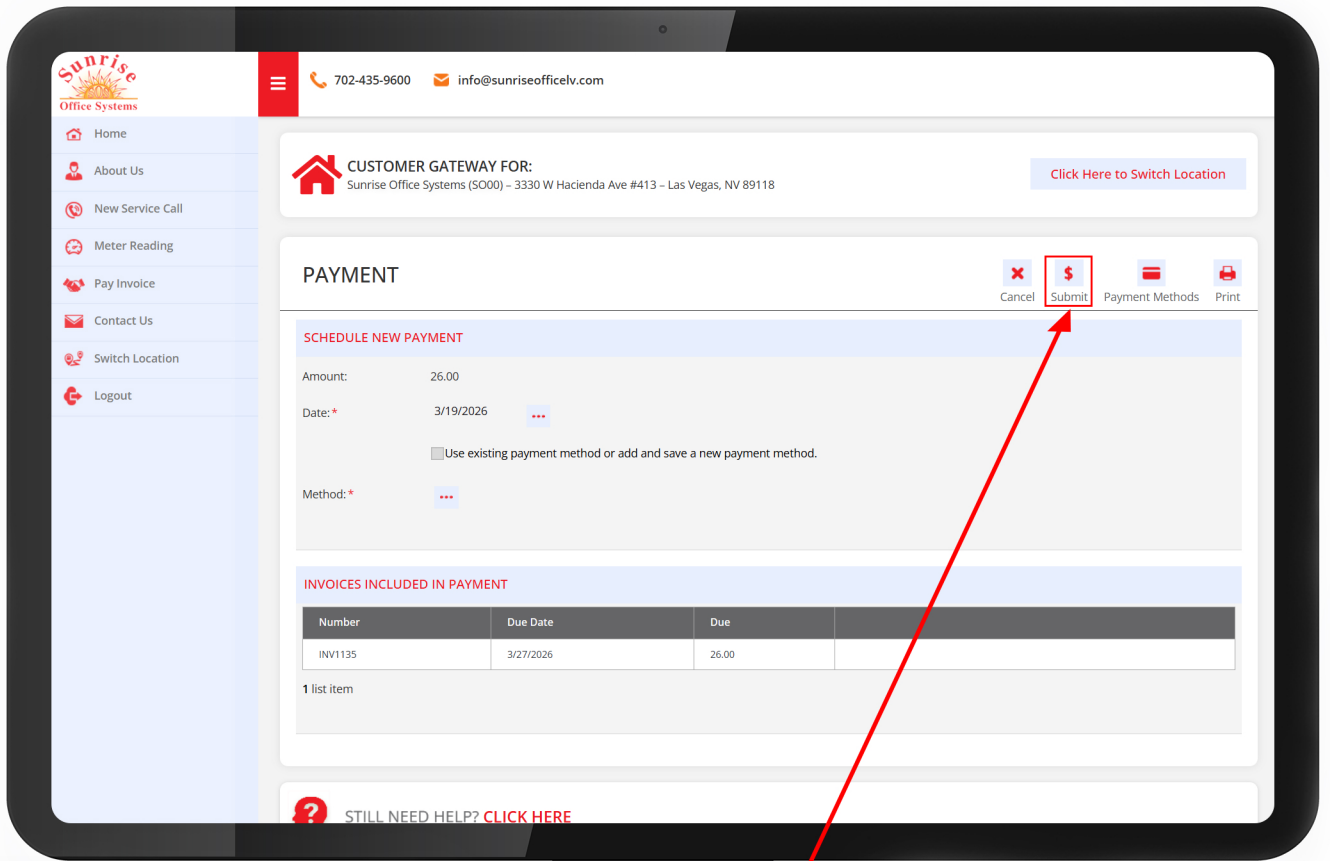 Sunrise
Office Systems
702-435-9600 info@sunriseofficelv.com
Home
About Us
New Service Call
Meter Reading
Pay Invoice
Contact Us
Switch Location
Logout
CUSTOMER GATEWAY FOR:
Sunrise Office Systems (SO00) – 3330 W Hacienda Ave #413 – Las Vegas, NV 89118
Click Here to Switch Location
PAYMENT
Cancel Submit Payment Methods Print
SCHEDULE NEW PAYMENT
Amount: 26.00
Date:* 3/19/2026
Use existing payment method or add and save a new payment method.
Method:*
INVOICES INCLUDED IN PAYMENT
Number Due Date Due
INV1135 3/27/2026 26.00
1 list item
STILL NEED HELP? CLICK HERE